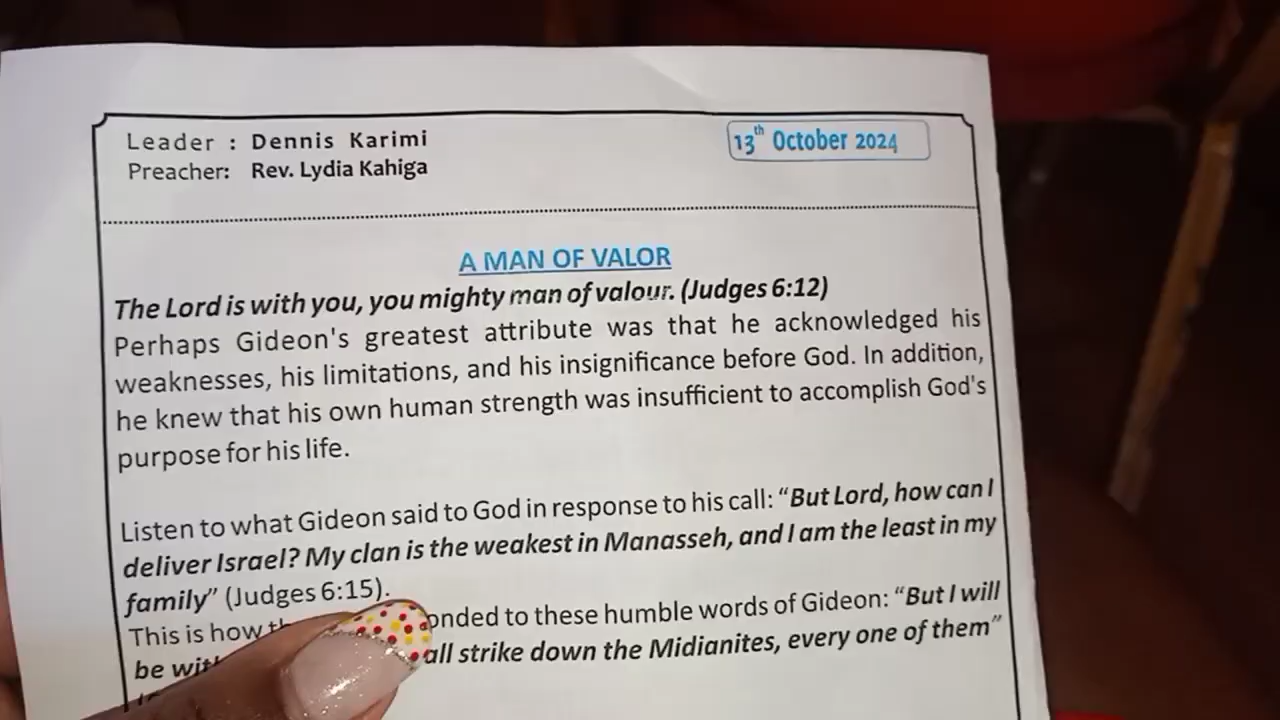 Leader : Dennis Karimi
13th October 2024
Preacher: Rev. Lydia Kahiga
A MAN OF VALOR
The Lord is with you, you mighty man of valour. (Judges 6:12)
Perhaps Gideon's greatest attribute was that he acknowledged his
weaknesses, his limitations, and his insignificance before God. In addition,
he knew that his own human strength was insufficient to accomplish God's
purpose for his life.
Listen to what Gideon said to God in response to his call: “But Lord, how can I
deliver Israel? My clan is the weakest in Manasseh, and I am the least in my
family” (Judges 6:15).
This is how onded to these humble words of Gideon: “But I will
be all strike down the Midianites, every one of them”